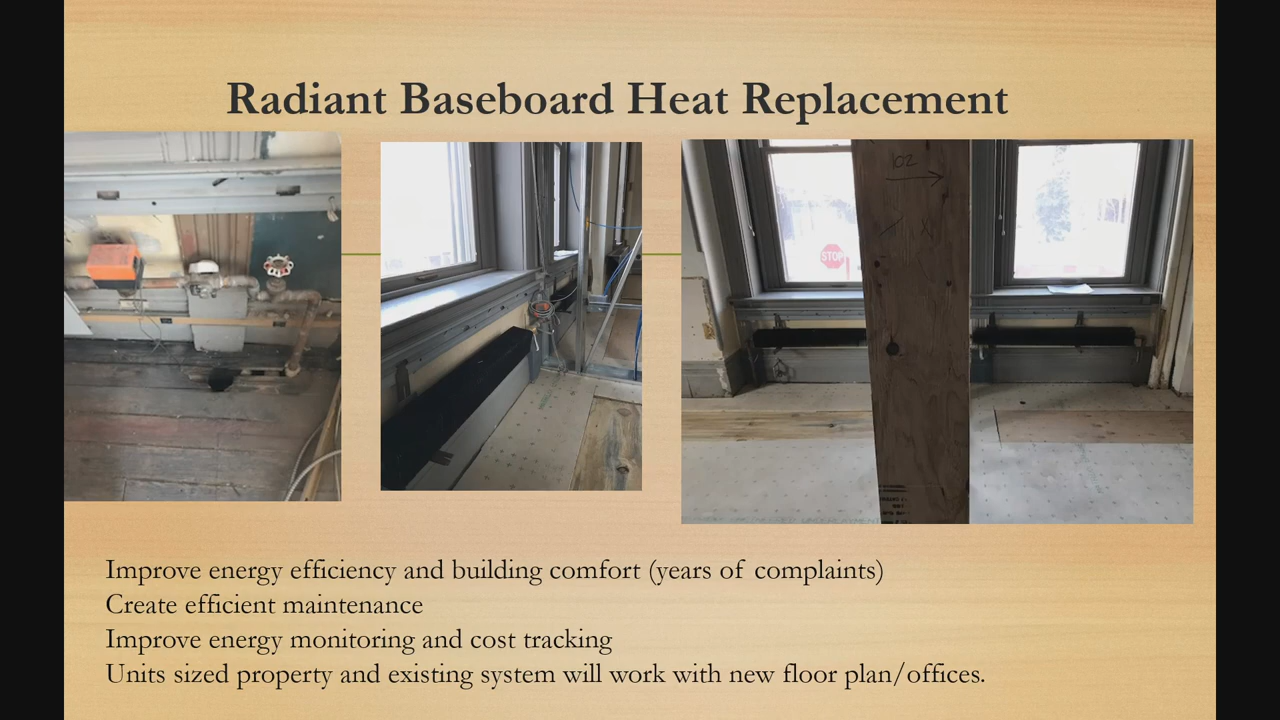 Radiant Baseboard Heat Replacement
102
STOP
Improve energy efficiency and building comfort (years of complaints)
Create efficient maintenance
Improve energy monitoring and cost tracking
Units sized property and existing system will work with new floor plan/offices.